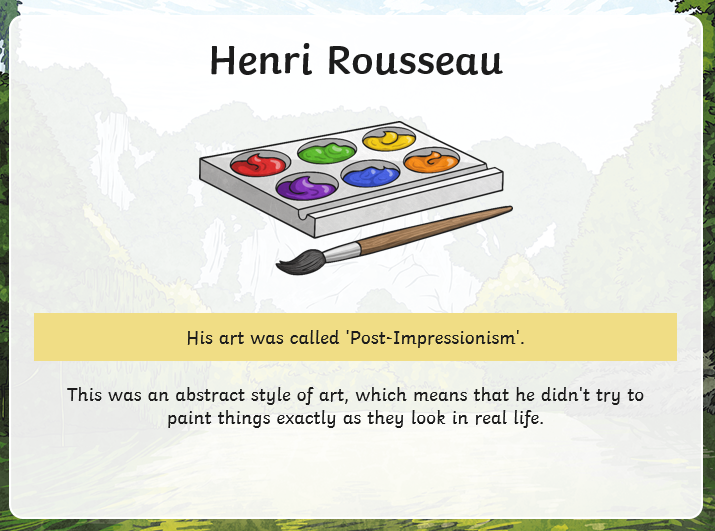 Henri Rousseau
His art was called 'Post-Impressionism'.
This was an abstract style of art, which means that he didn't try to
paint things exactly as they look in real life.